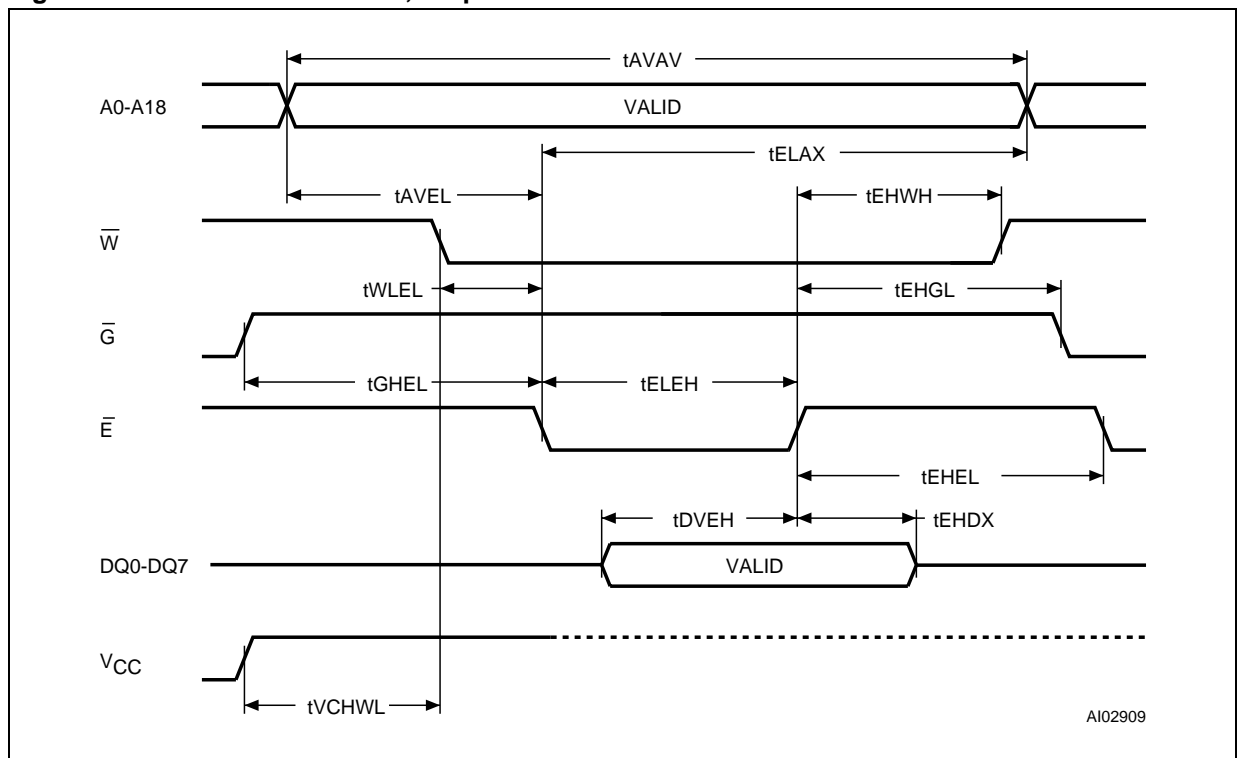 tAVAV
A0-A18
VALID
tELAX
tAVEL
tEHWH
W
tWLEL
tEHGL
G
tGHEL
tELEH
E
tEHEL
tDVEH
tEHDX
DQ0-DQ7
VALID
VCC
tVCHWL
AI02909